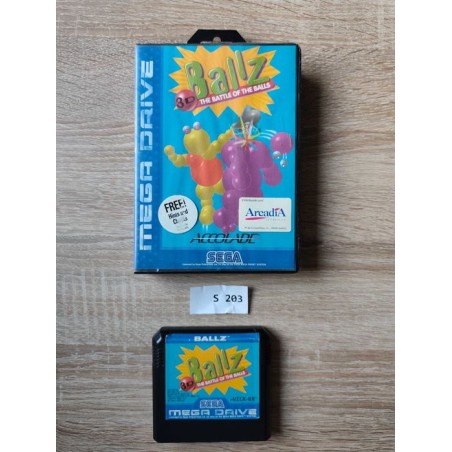 MEGA DRIVE
3D
Ballz
THE BATTLE OF THE BALLS
FREE!
ArcadiA
ACCOLADE
SEGA
S 203
BALLZ
3D
Ballz
THE BATTLE OF THE BALLS
SEGA
MEGA DRIVE